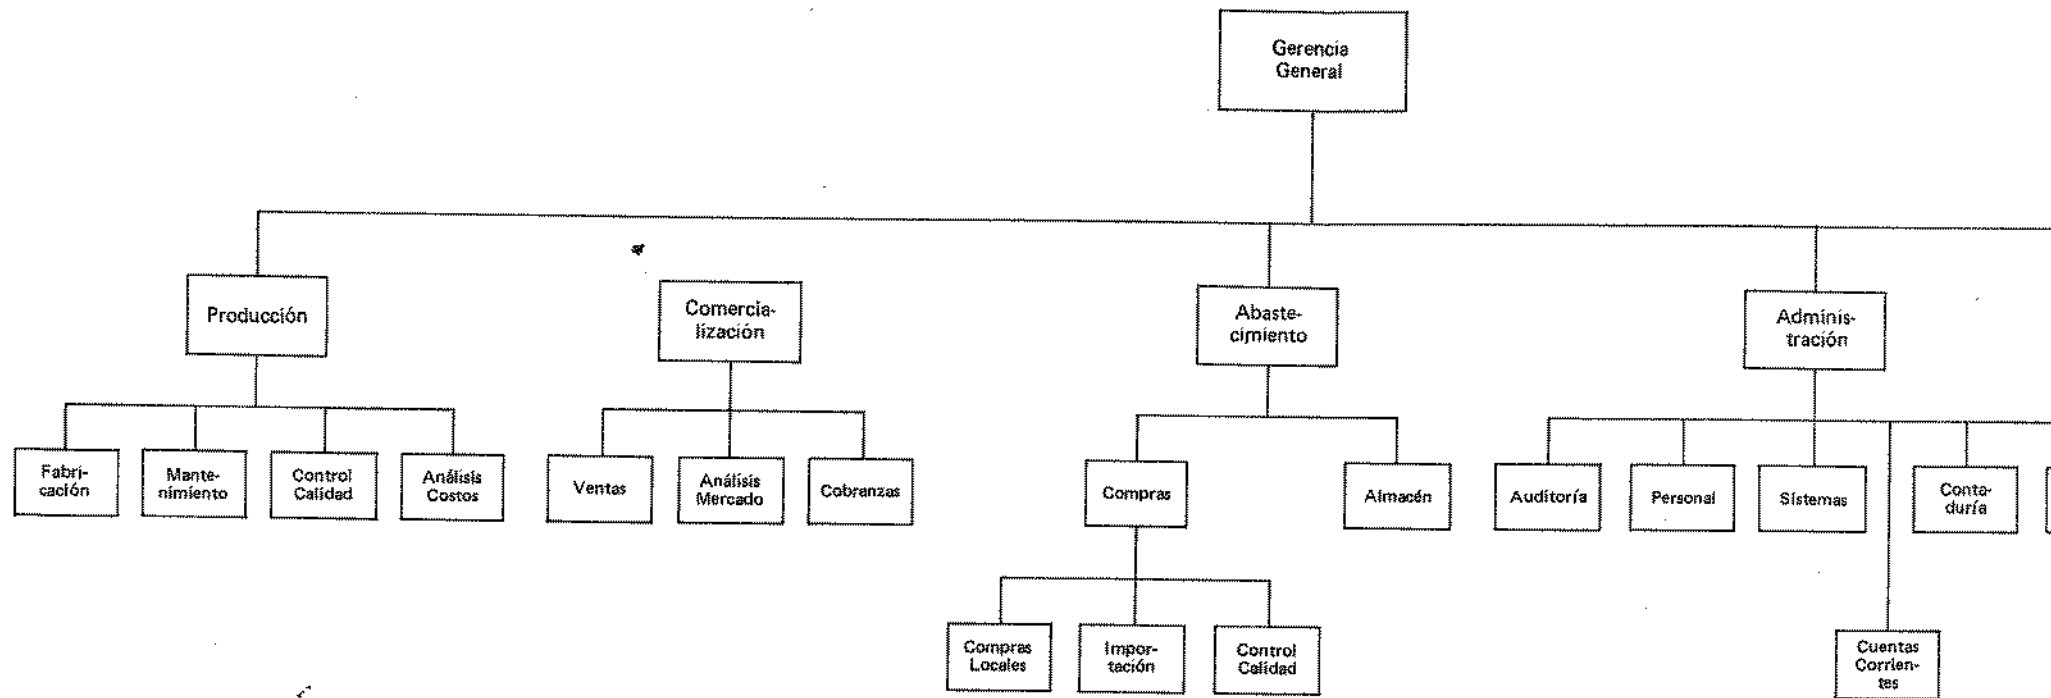 Gerencia
General
Producción
Comercia-
lización
Abaste-
cimiento
Adminis-
tración
Fabri-
cación
Mante-
nimiento
Control
Calidad
Análisis
Costos
Ventas
Análisis
Mercado
Cobranzas
Compras
Almacén
Auditoría
Personal
Sistemas
Conta-
duría
Compras
Locales
Impor-
tación
Control
Calidad
Cuentas
Corrien-
tes